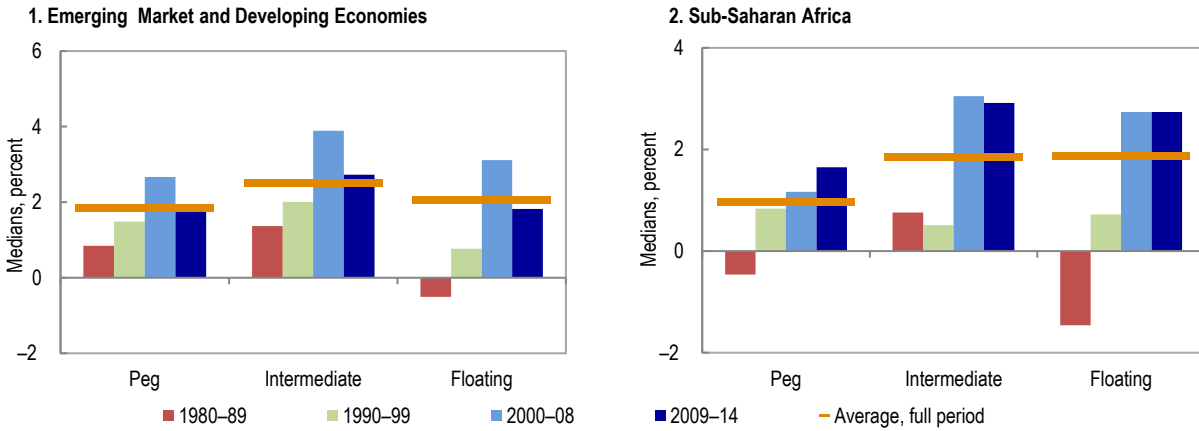 1. Emerging Market and Developing Economies
Medians, percent
6
4
2
0
–2
Peg Intermediate Floating
2. Sub-Saharan Africa
Medians, percent
4
2
0
–2
Peg Intermediate Floating
1980–89 1990–99 2000–08 2009–14 Average, full period